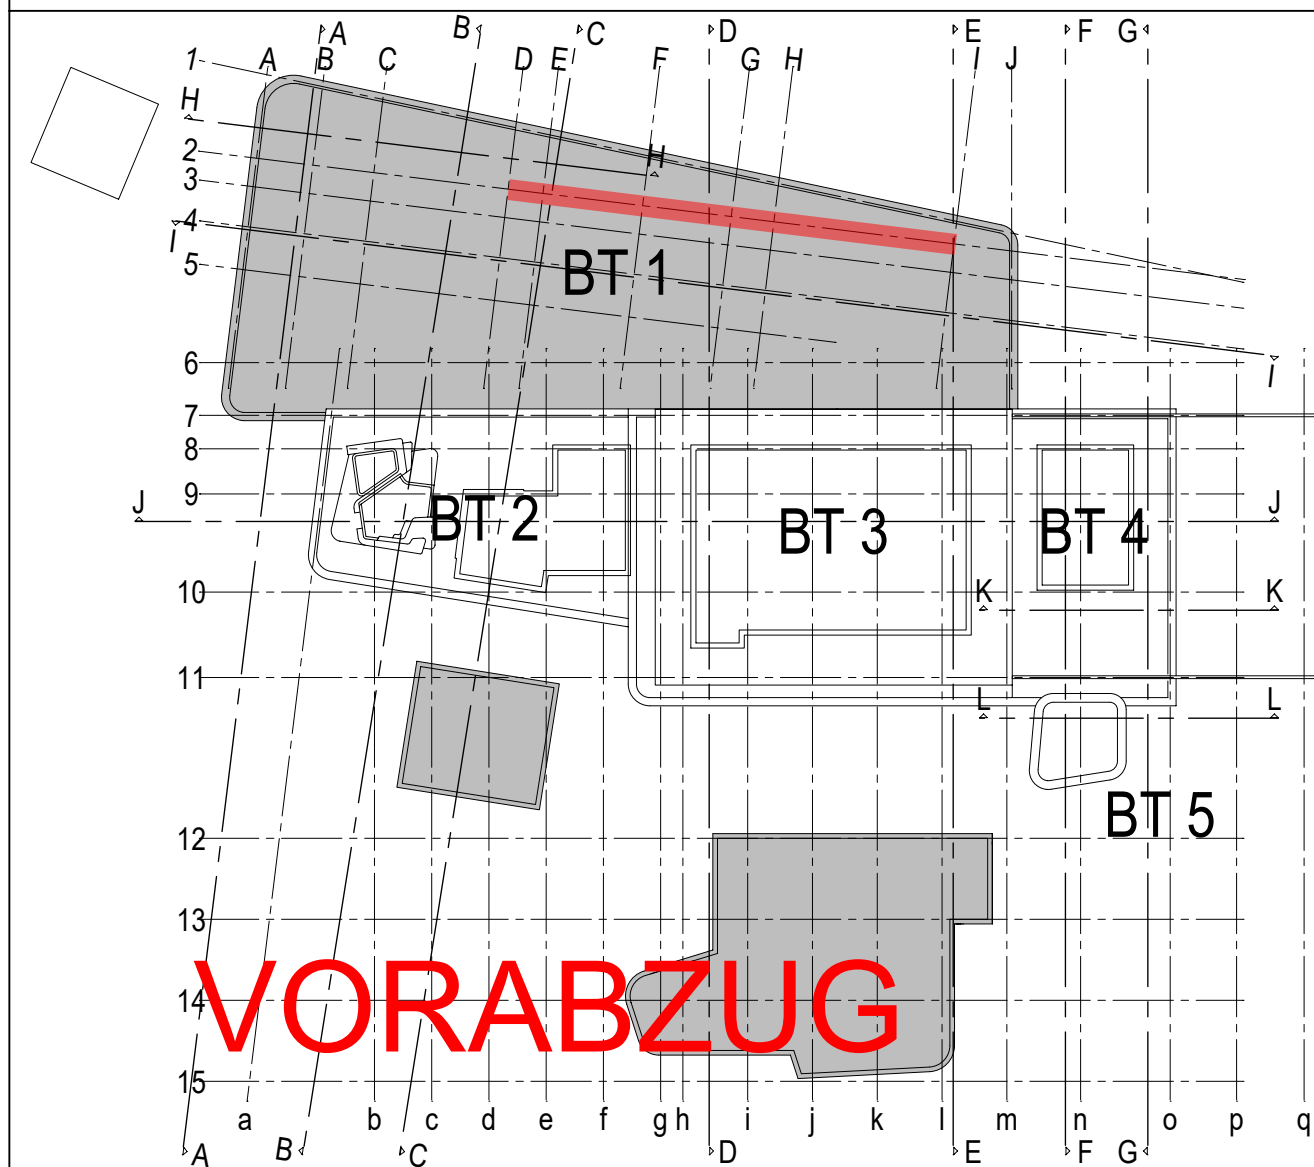 A B C D E F G
1 A B C D E F G H I J
H
2 H
3
4
I
5
BT 1
6 I
7
8
9
J BT 2 BT 3 BT 4 J
10 K K
11
L L
BT 5
12
13
VORABZUG
14
15
a b c d e f g h i j k l m n o p q
A B C D E F G